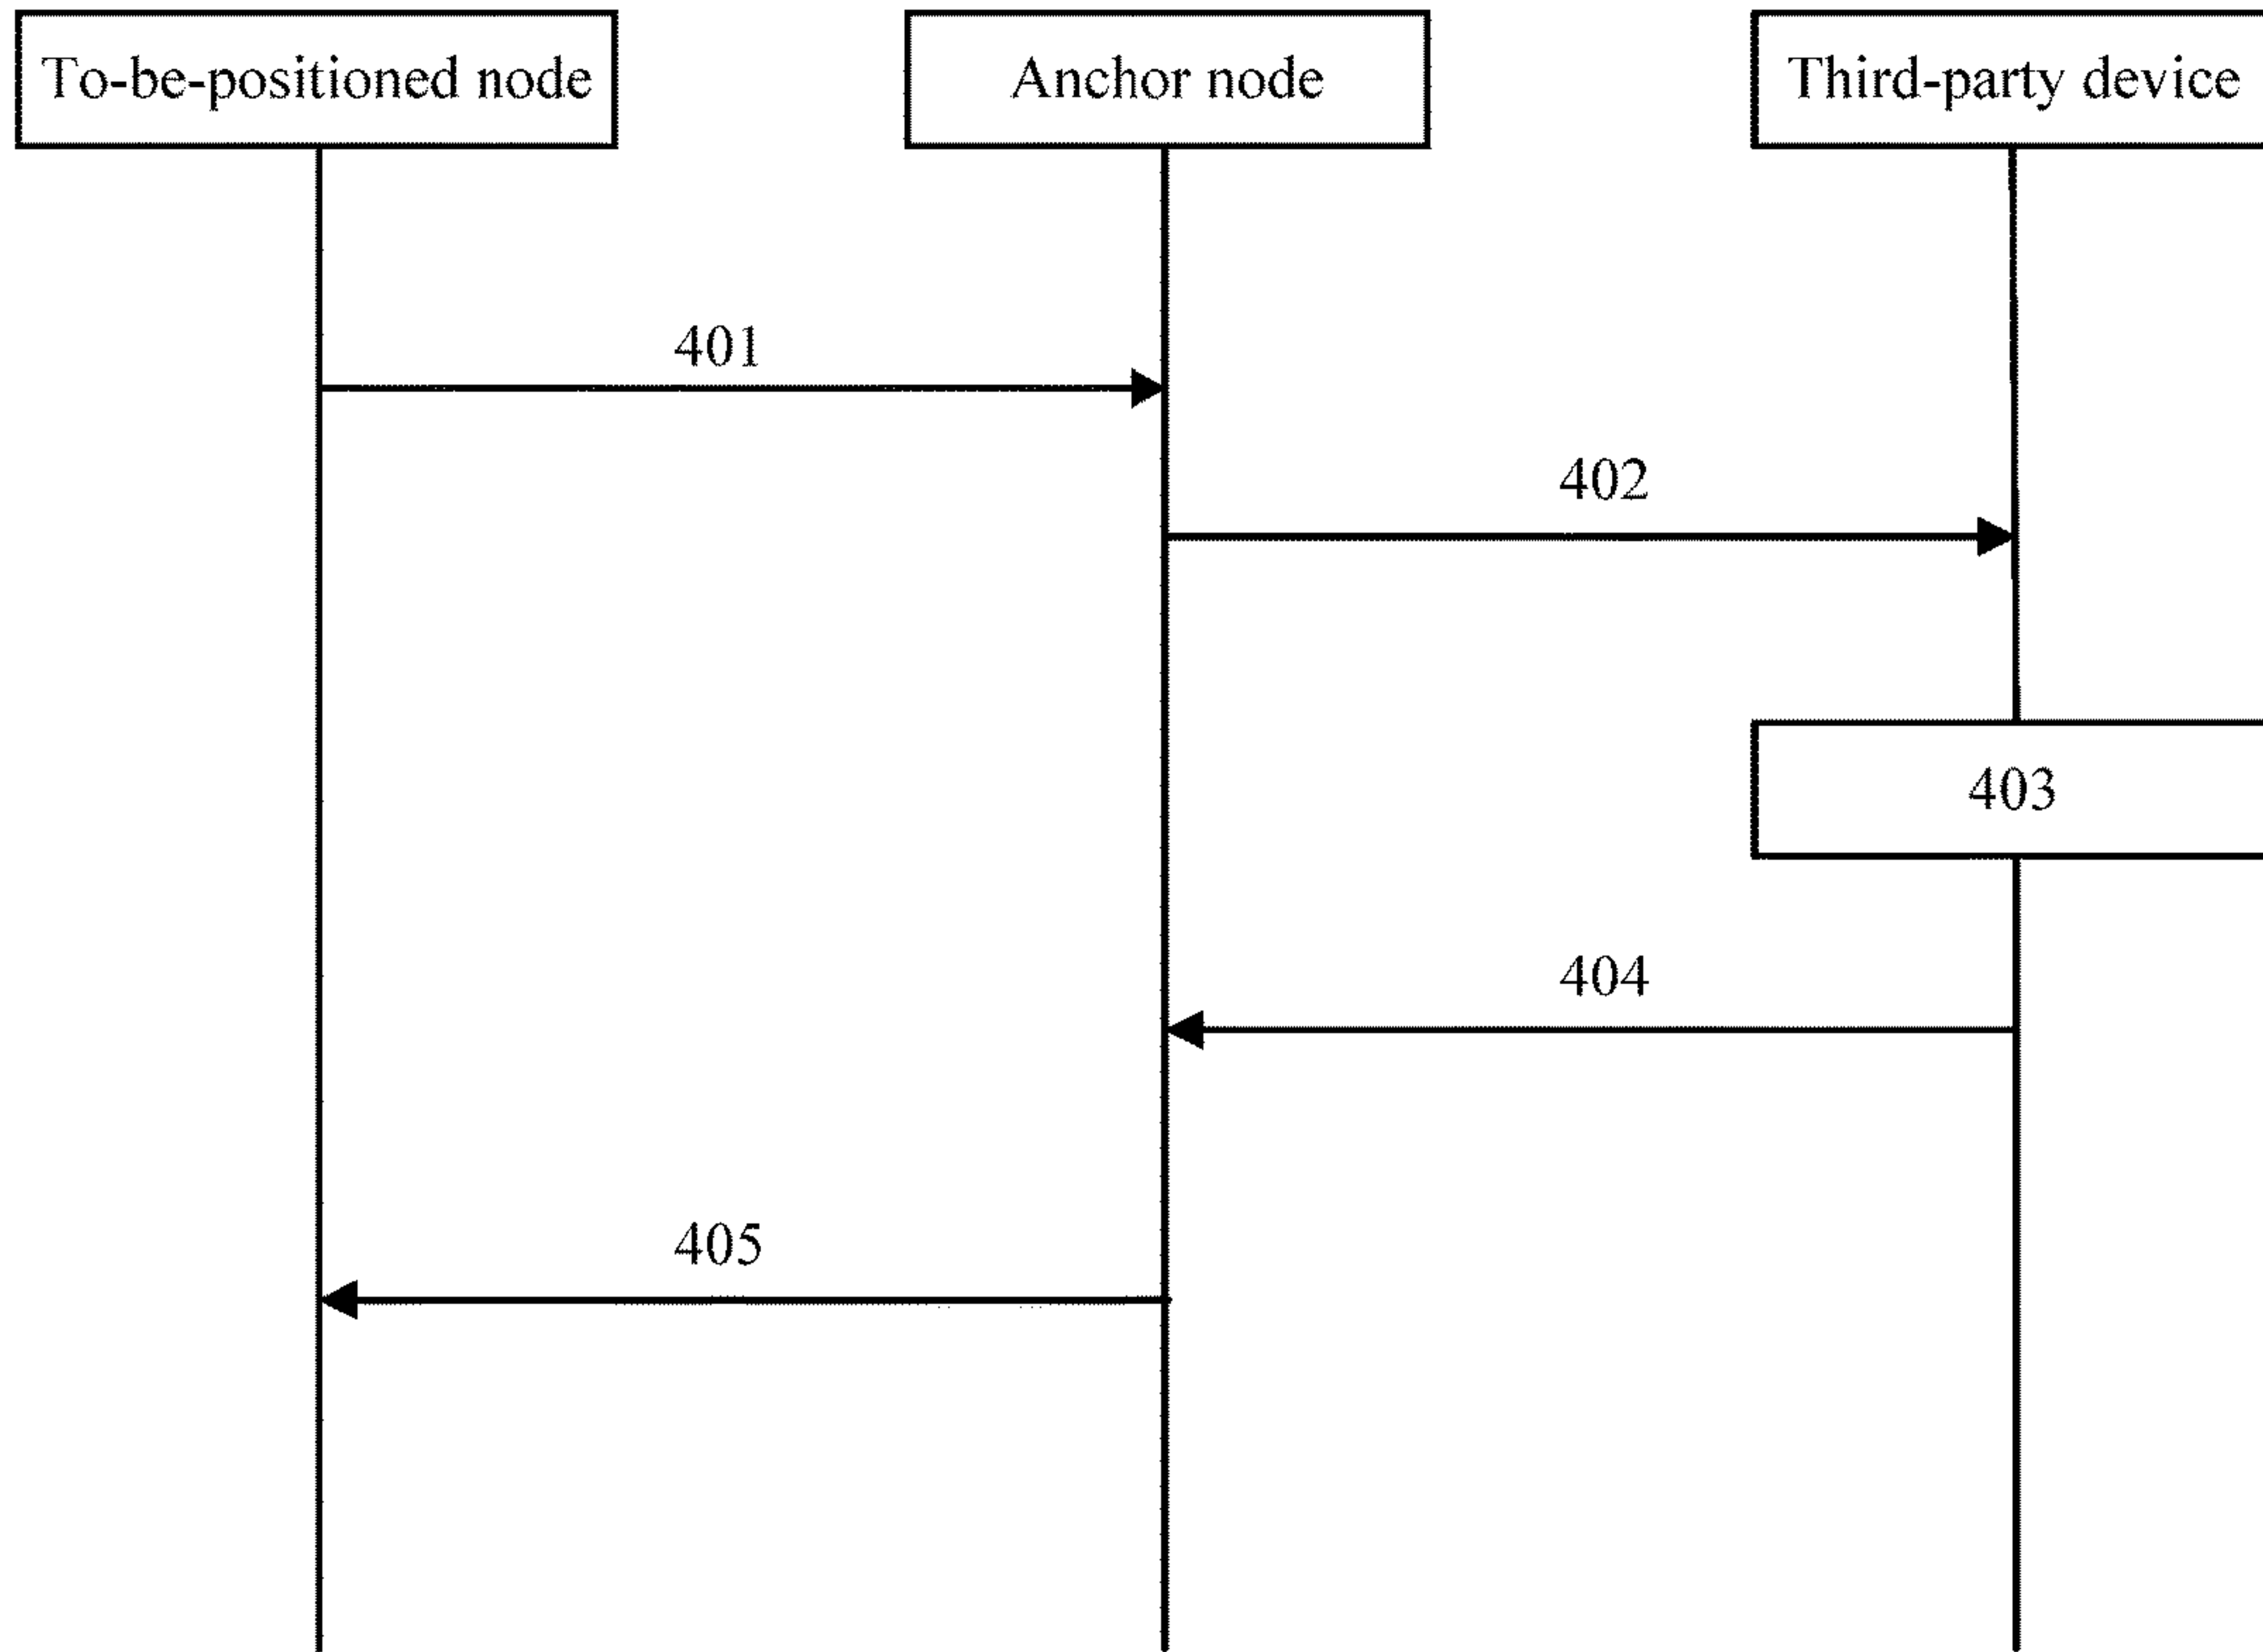 To-be-positioned node
Anchor node
Third-party device
401
402
403
404
405